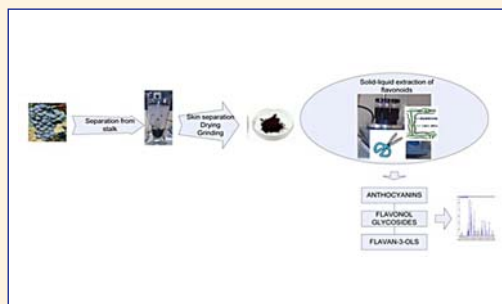 Separation from
stalk
Skin separation
Drying
Grinding
Solid-liquid extraction of
flavonoids
ANTHOCYANINS
FLAVONOL
GLYCOSIDES
FLAVAN-3-OLS